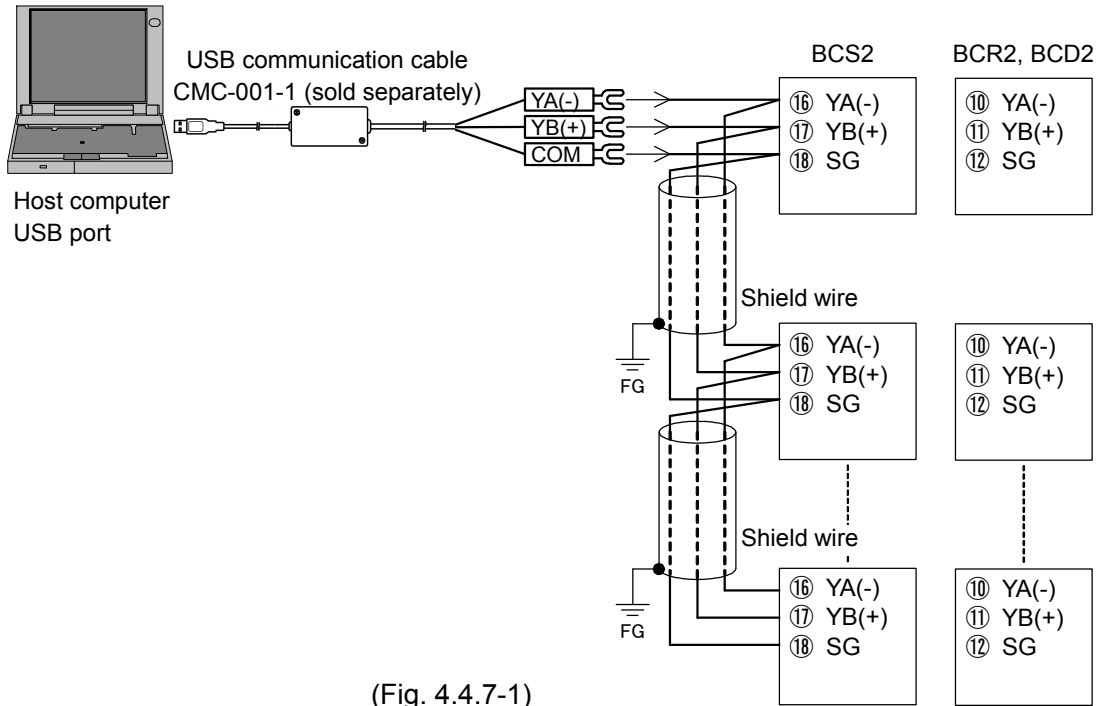 USB communication cable
CMC-001-1 (sold separately)
YA(-)
YB(+)
COM
Host computer
USB port
BCS2
BCR2, BCD2
⑯ YA(-)
⑰ YB(+)
⑱ SG
⑩ YA(-)
⑪ YB(+)
⑫ SG
Shield wire
FG
⑯ YA(-)
⑰ YB(+)
⑱ SG
⑩ YA(-)
⑪ YB(+)
⑫ SG
Shield wire
FG
⑯ YA(-)
⑰ YB(+)
⑱ SG
⑩ YA(-)
⑪ YB(+)
⑫ SG
(Fig. 4.4.7-1)